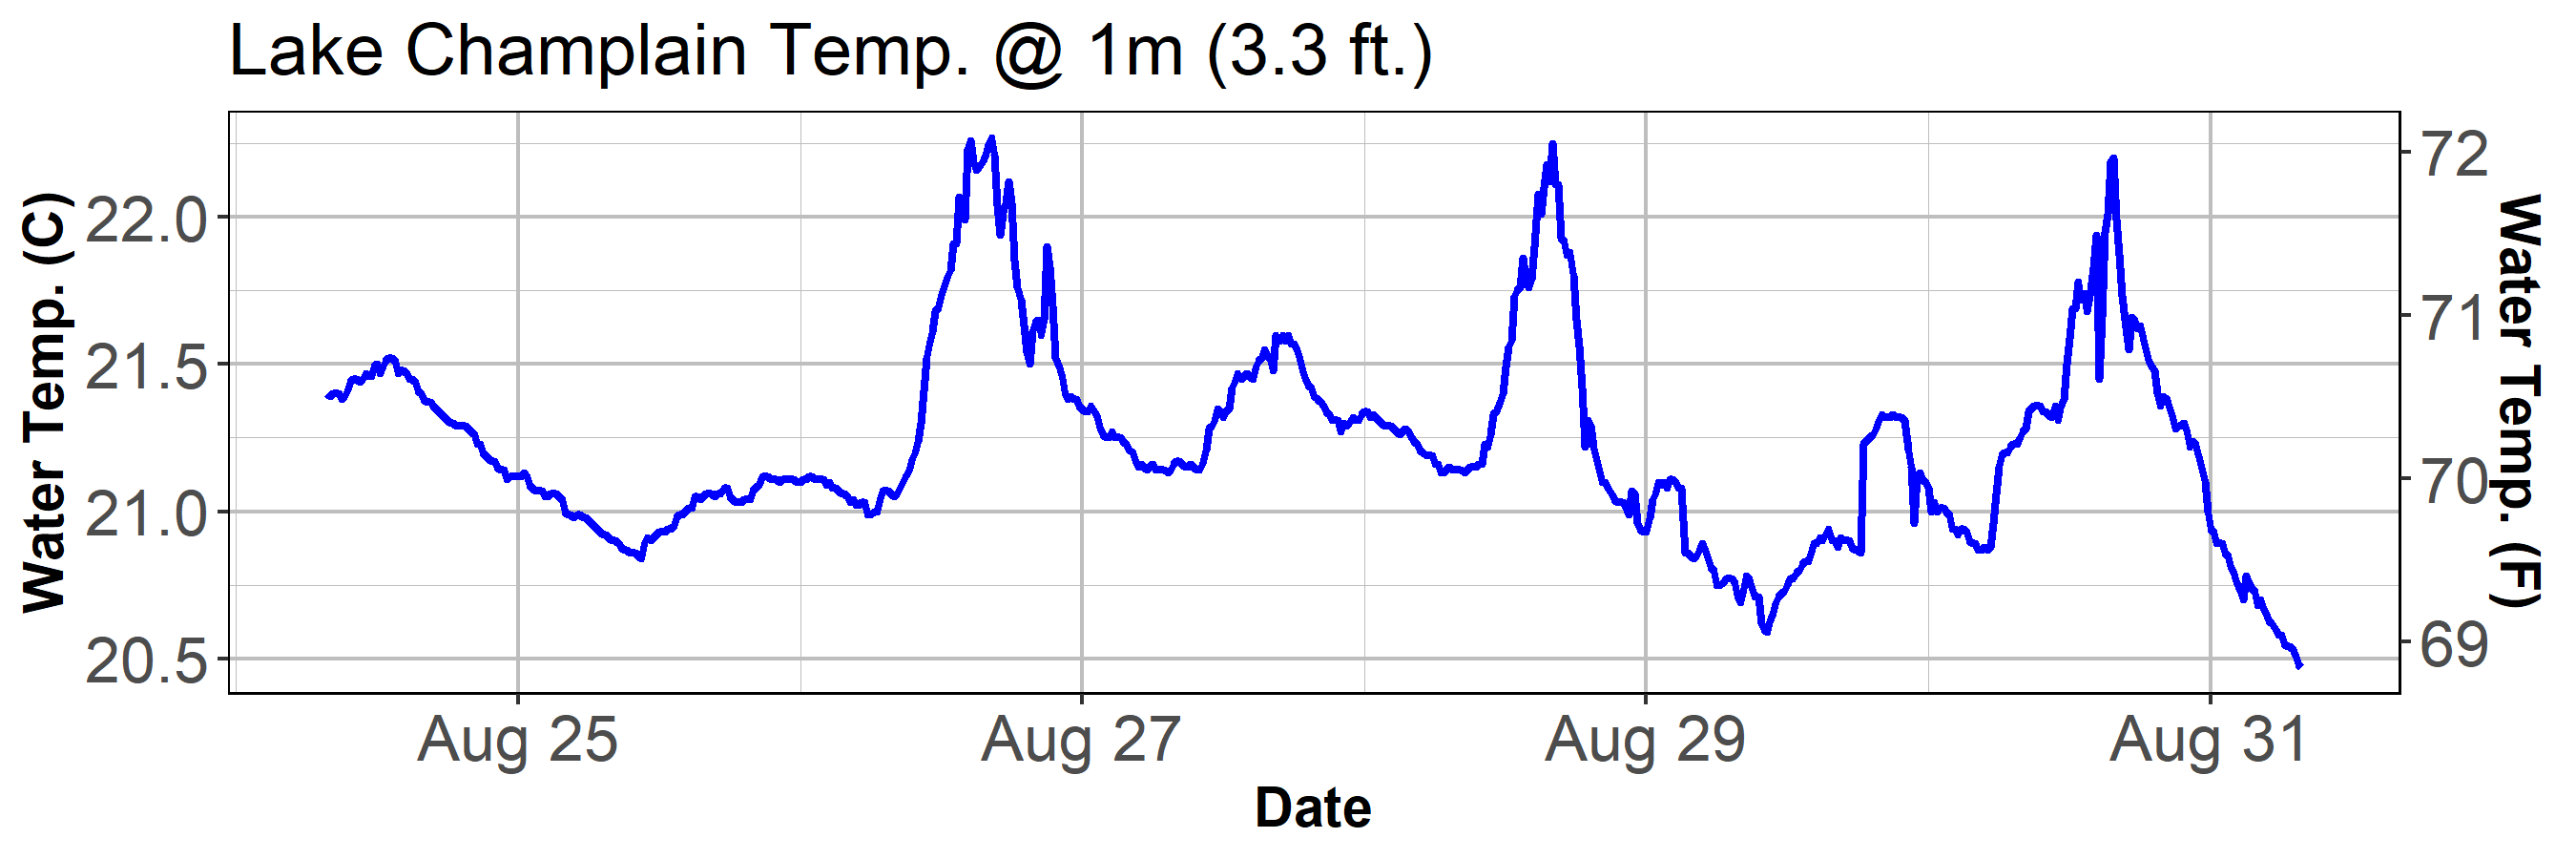 Lake Champlain Temp. @ 1m (3.3 ft.)
Water Temp. (C)
22.0
21.5
21.0
20.5
72
71
70
69
Water Temp. (F)
Aug 25 Aug 27 Aug 29 Aug 31
Date